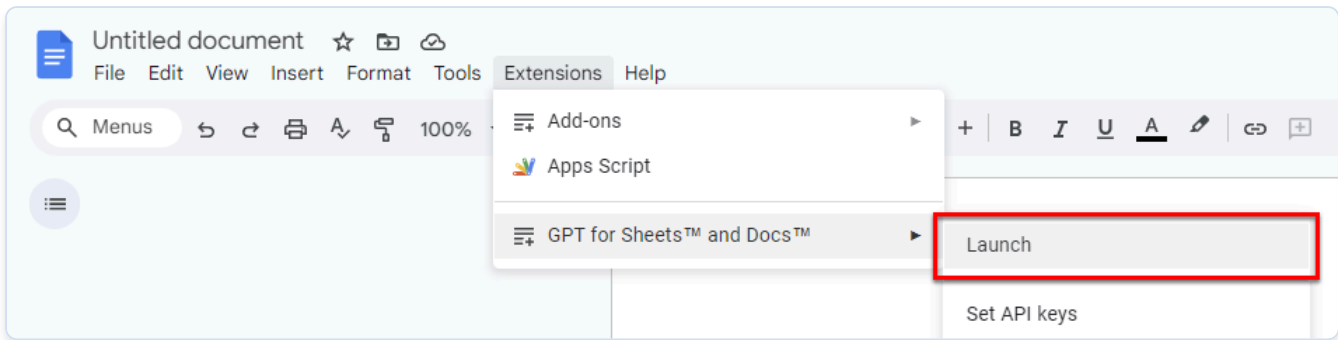 Untitled document
File Edit View Insert Format Tools Extensions Help
Menus 100% B I U A
Add-ons
Apps Script
GPT for Sheets™ and Docs™
Launch
Set API keys